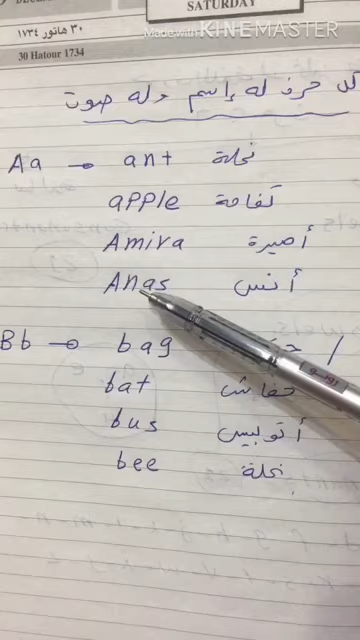 SATURDAY
Made with KINEMASTER
٣٠ هاتور ١٧٣٤
30 Hatour 1734
كل حرف له إسم وله صوت
Aa → ant نملة
apple تفاحة
Amira أميرة
Anas أنس
Bb → bag
bat خفاش
bus أتوبيس
bee نحلة